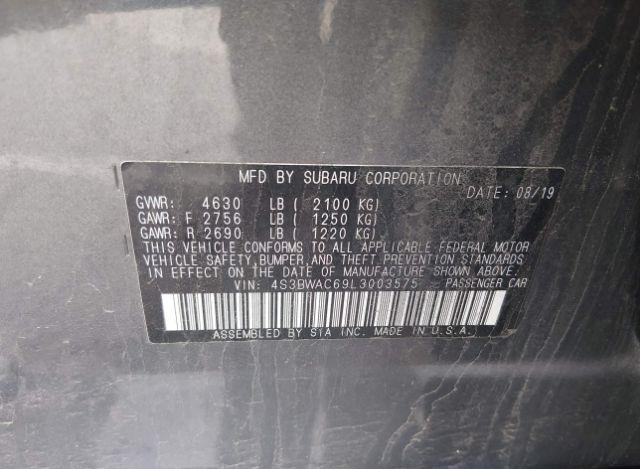 MFD BY SUBARU CORPORATION
DATE: 08/19
GVWR: 4630 LB ( 2100 KG)
GAWR: F 2756 LB ( 1250 KG)
GAWR: R 2690 LB ( 1220 KG)
THIS VEHICLE CONFORMS TO ALL APPLICABLE FEDERAL MOTOR
VEHICLE SAFETY, BUMPER, AND THEFT PREVENTION STANDARDS
IN EFFECT ON THE DATE OF MANUFACTURE SHOWN ABOVE.
VIN: 4S3BWAC69L3003575 PASSENGER CAR
ASSEMBLED BY SIA INC. MADE IN U.S.A.